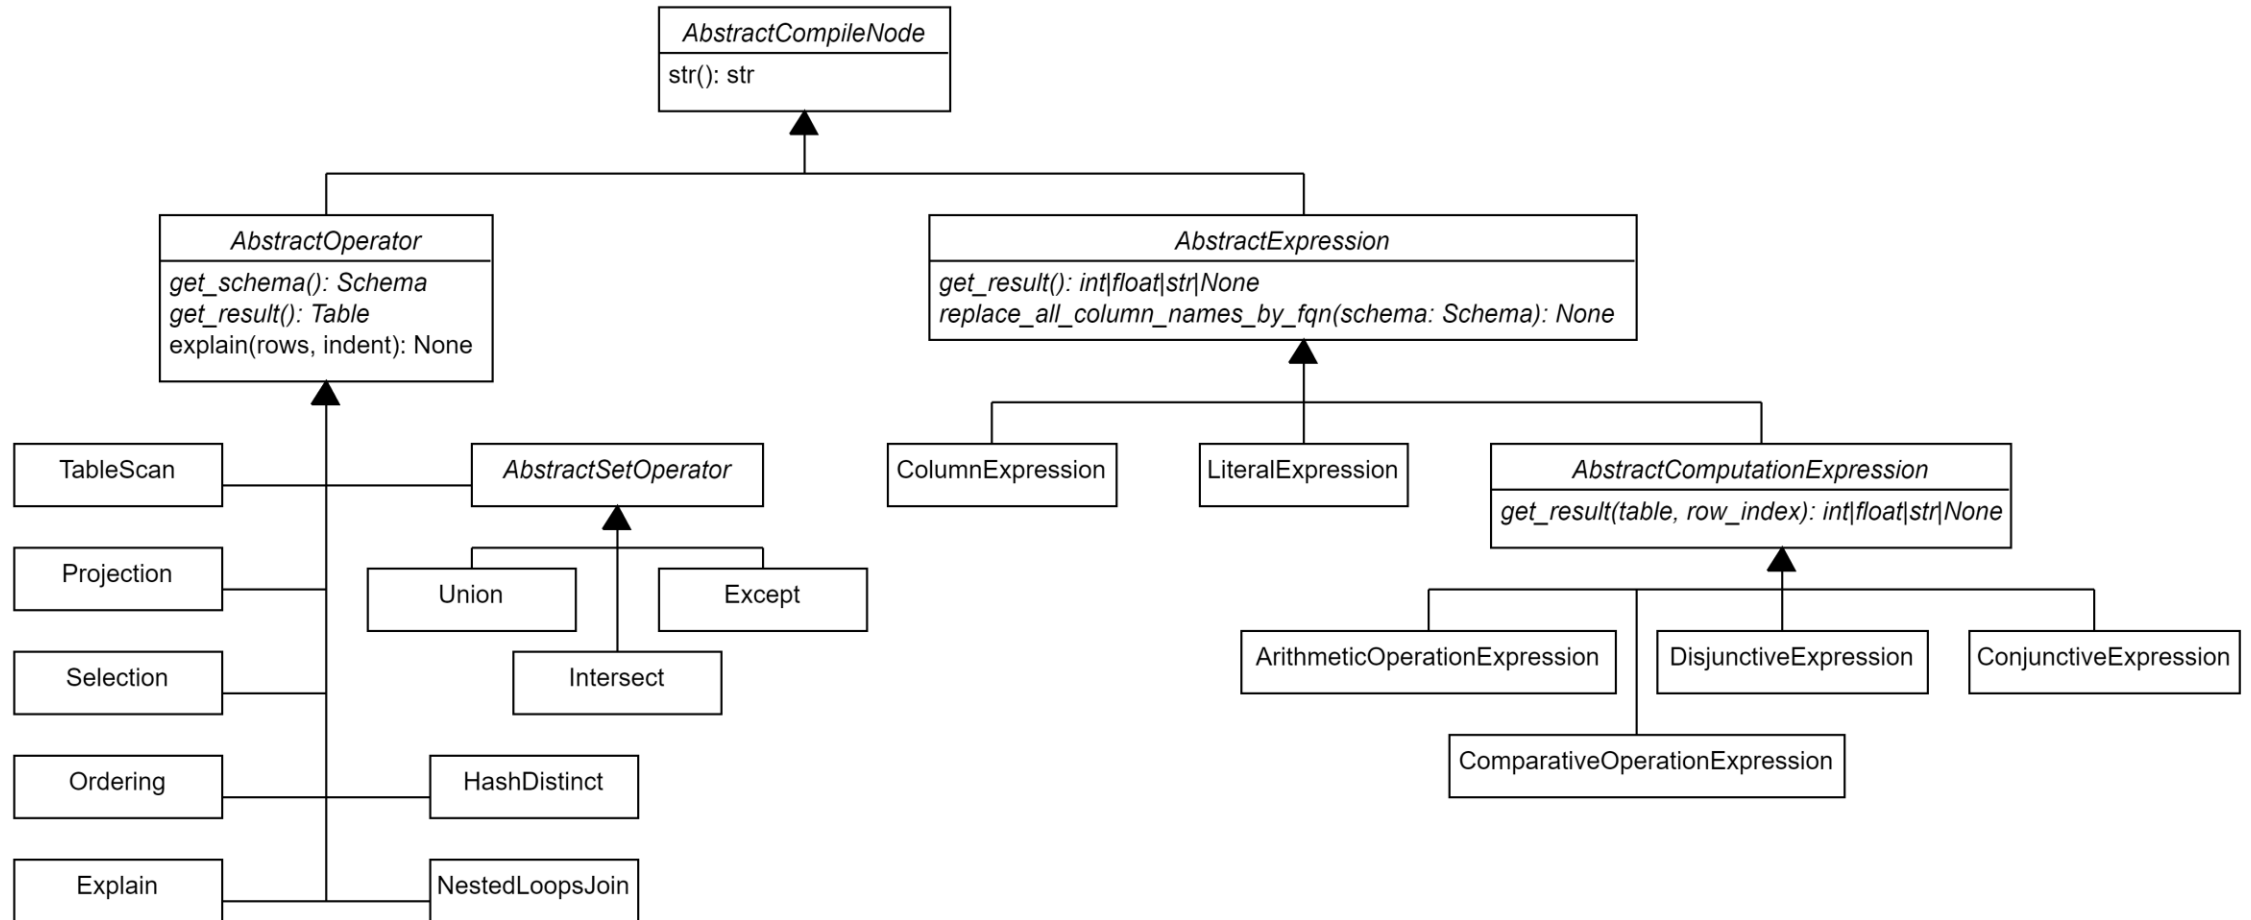 AbstractCompileNode
str(): str
AbstractOperator
get_schema(): Schema
get_result(): Table
explain(rows, indent): None
AbstractExpression
get_result(): int|float|str|None
replace_all_column_names_by_fqn(schema: Schema): None
TableScan
AbstractSetOperator
ColumnExpression
LiteralExpression
AbstractComputationExpression
get_result(table, row_index): int|float|str|None
Projection
Union
Except
Selection
Intersect
ArithmeticOperationExpression
DisjunctiveExpression
ConjunctiveExpression
Ordering
HashDistinct
ComparativeOperationExpression
Explain
NestedLoopsJoin